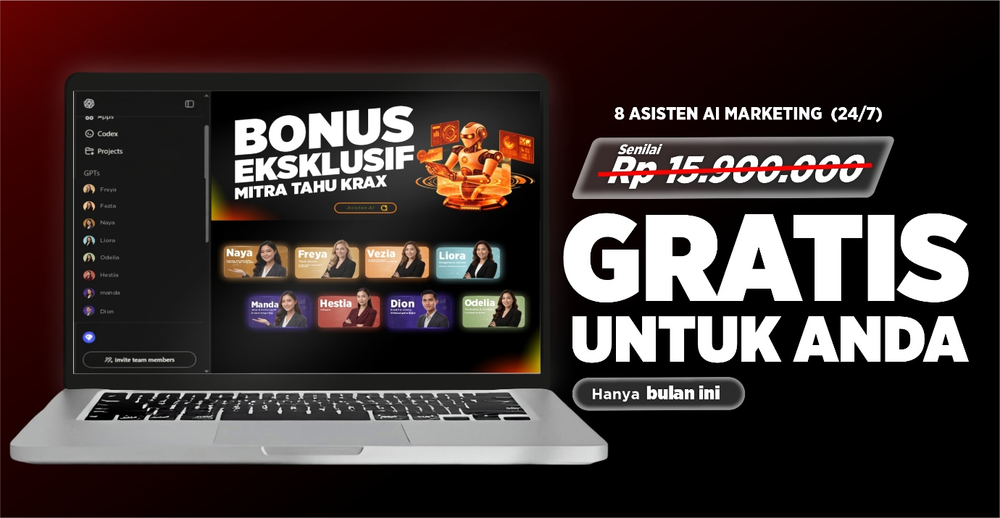 Apps
Codex
Projects
GPTs
Freya
Fezia
Naya
Liora
Odelia
Hestia
manda
Dion
Invite team members
BONUS
EKSKLUSIF
MITRA TAHU KRAX
Asisten AI
Naya
Freya
Vezia
Liora
Manda
Hestia
Dion
Odelia
8 ASISTEN AI MARKETING (24/7)
Senilai
Rp 15.900.000
GRATIS
UNTUK ANDA
Hanya bulan ini